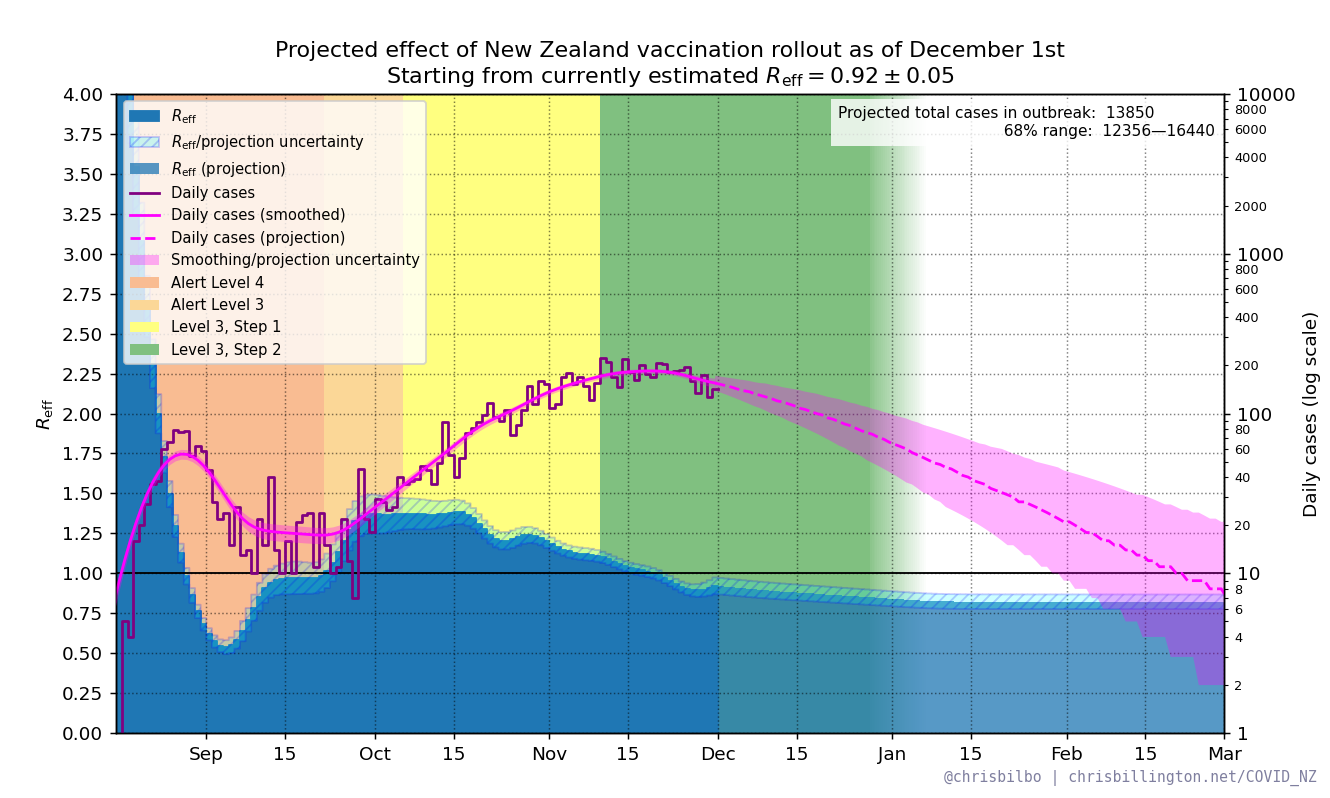 Projected effect of New Zealand vaccination rollout as of December 1st
Starting from currently estimated R_eff = 0.92 ± 0.05
Projected total cases in outbreak: 13850
68% range: 12356—16440
R_eff
R_eff/projection uncertainty
R_eff (projection)
Daily cases
Daily cases (smoothed)
Daily cases (projection)
Smoothing/projection uncertainty
Alert Level 4
Alert Level 3
Level 3, Step 1
Level 3, Step 2
R_eff
4.00
3.75
3.50
3.25
3.00
2.75
2.50
2.25
2.00
1.75
1.50
1.25
1.00
0.75
0.50
0.25
0.00
10000
8000
6000
4000
2000
1000
800
600
400
200
100
80
60
40
20
10
8
6
4
2
1
Daily cases (log scale)
Sep 15 Oct 15 Nov 15 Dec 15 Jan 15 Feb 15 Mar
@chrisbilbo | chrisbillington.net/COVID_NZ